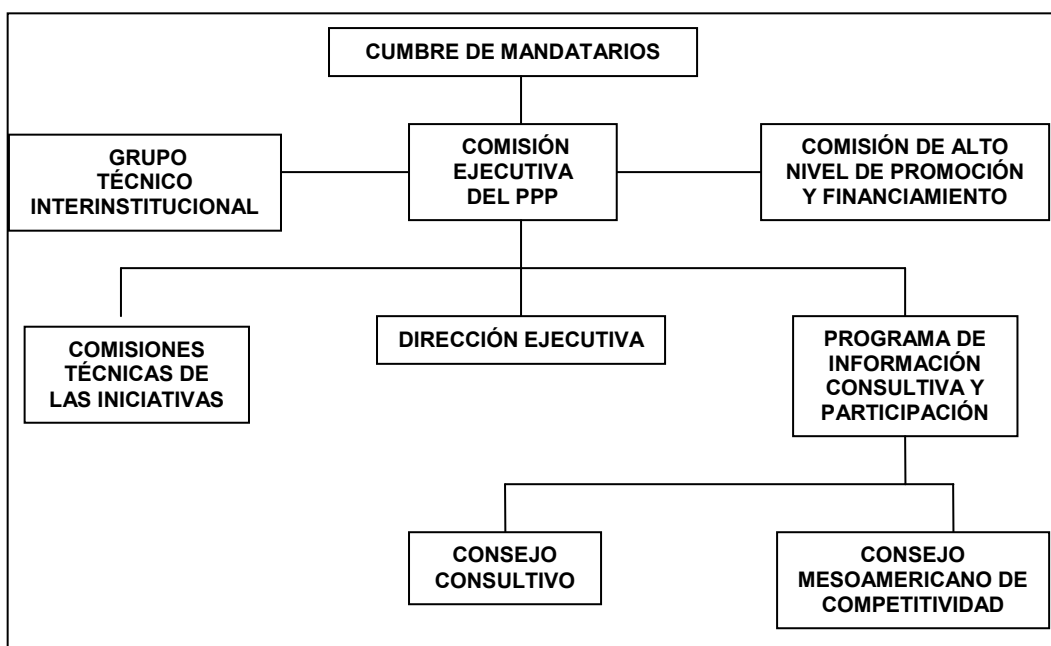 CUMBRE DE MANDATARIOS
GRUPO
TÉCNICO
INTERINSTITUCIONAL
COMISIÓN
EJECUTIVA
DEL PPP
COMISIÓN DE ALTO
NIVEL DE PROMOCIÓN
Y FINANCIAMIENTO
COMISIONES
TÉCNICAS DE
LAS INICIATIVAS
DIRECCIÓN EJECUTIVA
PROGRAMA DE
INFORMACIÓN
CONSULTIVA Y
PARTICIPACIÓN
CONSEJO
CONSULTIVO
CONSEJO
MESOAMERICANO DE
COMPETITIVIDAD